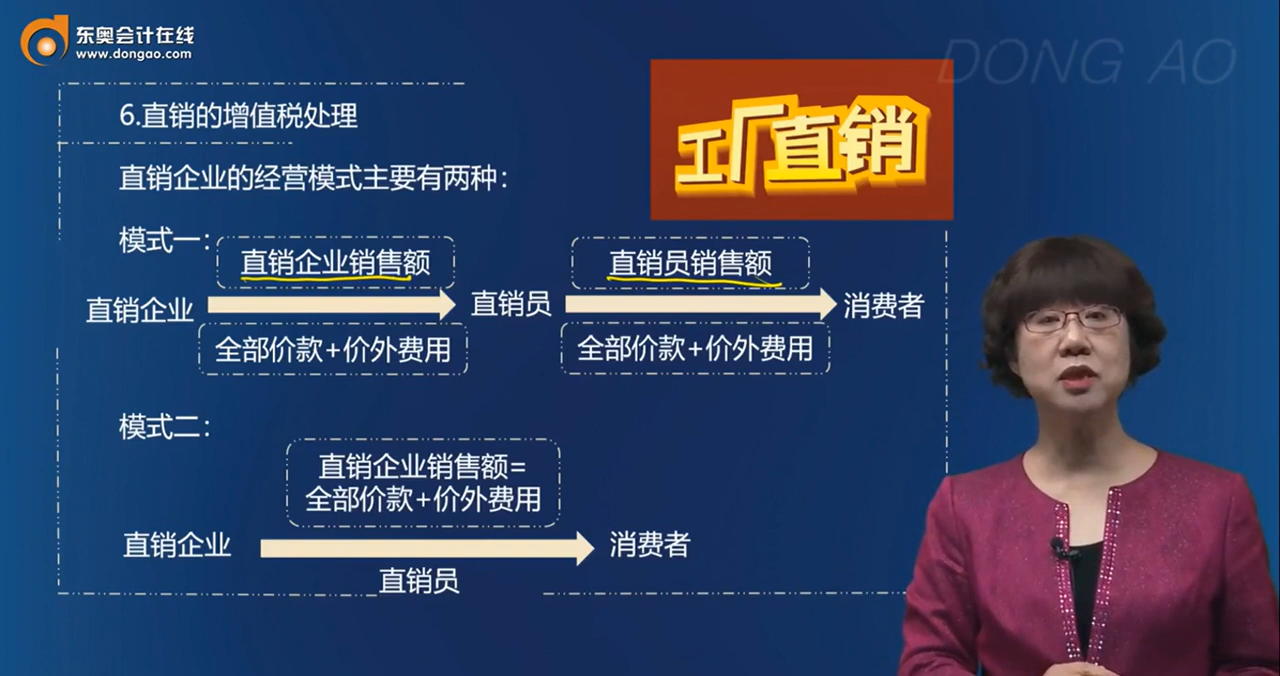 东奥会计在线
www.dongao.com
DONG AO
6.直销的增值税处理
工厂直销
直销企业的经营模式主要有两种：
模式一：
直销企业销售额
直销员销售额
直销企业
直销员
消费者
全部价款+价外费用
全部价款+价外费用
模式二：
直销企业销售额=
全部价款+价外费用
直销企业
消费者
直销员